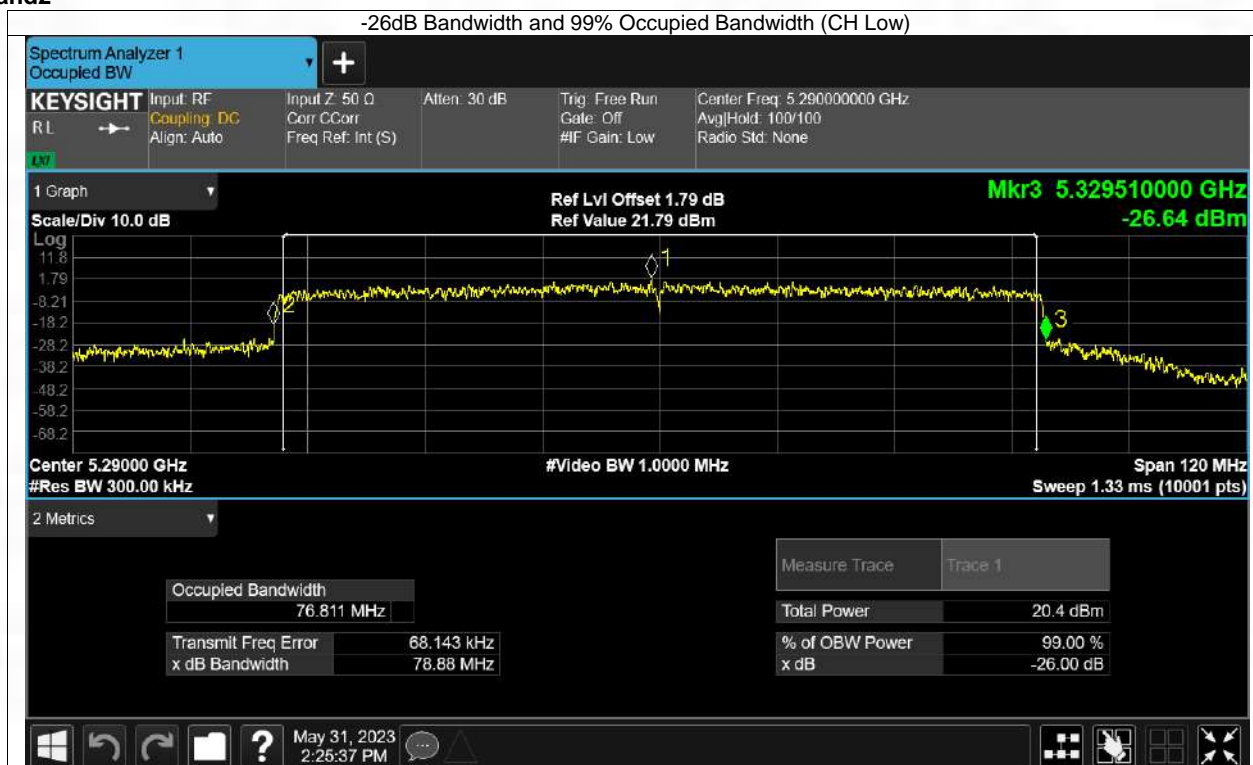 -26dB Bandwidth and 99% Occupied Bandwidth (CH Low)
Spectrum Analyzer 1
Occupied BW
+
KEYSIGHT
RL
LXI
Input: RF
Coupling: DC
Align: Auto
Input Z: 50 Ω
Corr CCorr
Freq Ref: Int (S)
Atten: 30 dB
Trig: Free Run
Gate: Off
#IF Gain: Low
Center Freq: 5.290000000 GHz
Avg|Hold: 100/100
Radio Std: None
1 Graph
Scale/Div 10.0 dB
Ref Lvl Offset 1.79 dB
Ref Value 21.79 dBm
Mkr3 5.329510000 GHz
-26.64 dBm
Log
11.8
1.79
-8.21
-18.2
-28.2
-38.2
-48.2
-58.2
-68.2
1
2
3
Center 5.29000 GHz
#Res BW 300.00 kHz
#Video BW 1.0000 MHz
Span 120 MHz
Sweep 1.33 ms (10001 pts)
2 Metrics
Measure Trace Trace 1
Occupied Bandwidth
76.811 MHz
Total Power 20.4 dBm
Transmit Freq Error 68.143 kHz
% of OBW Power 99.00 %
x dB Bandwidth 78.88 MHz
x dB -26.00 dB
?
May 31, 2023
2:25:37 PM